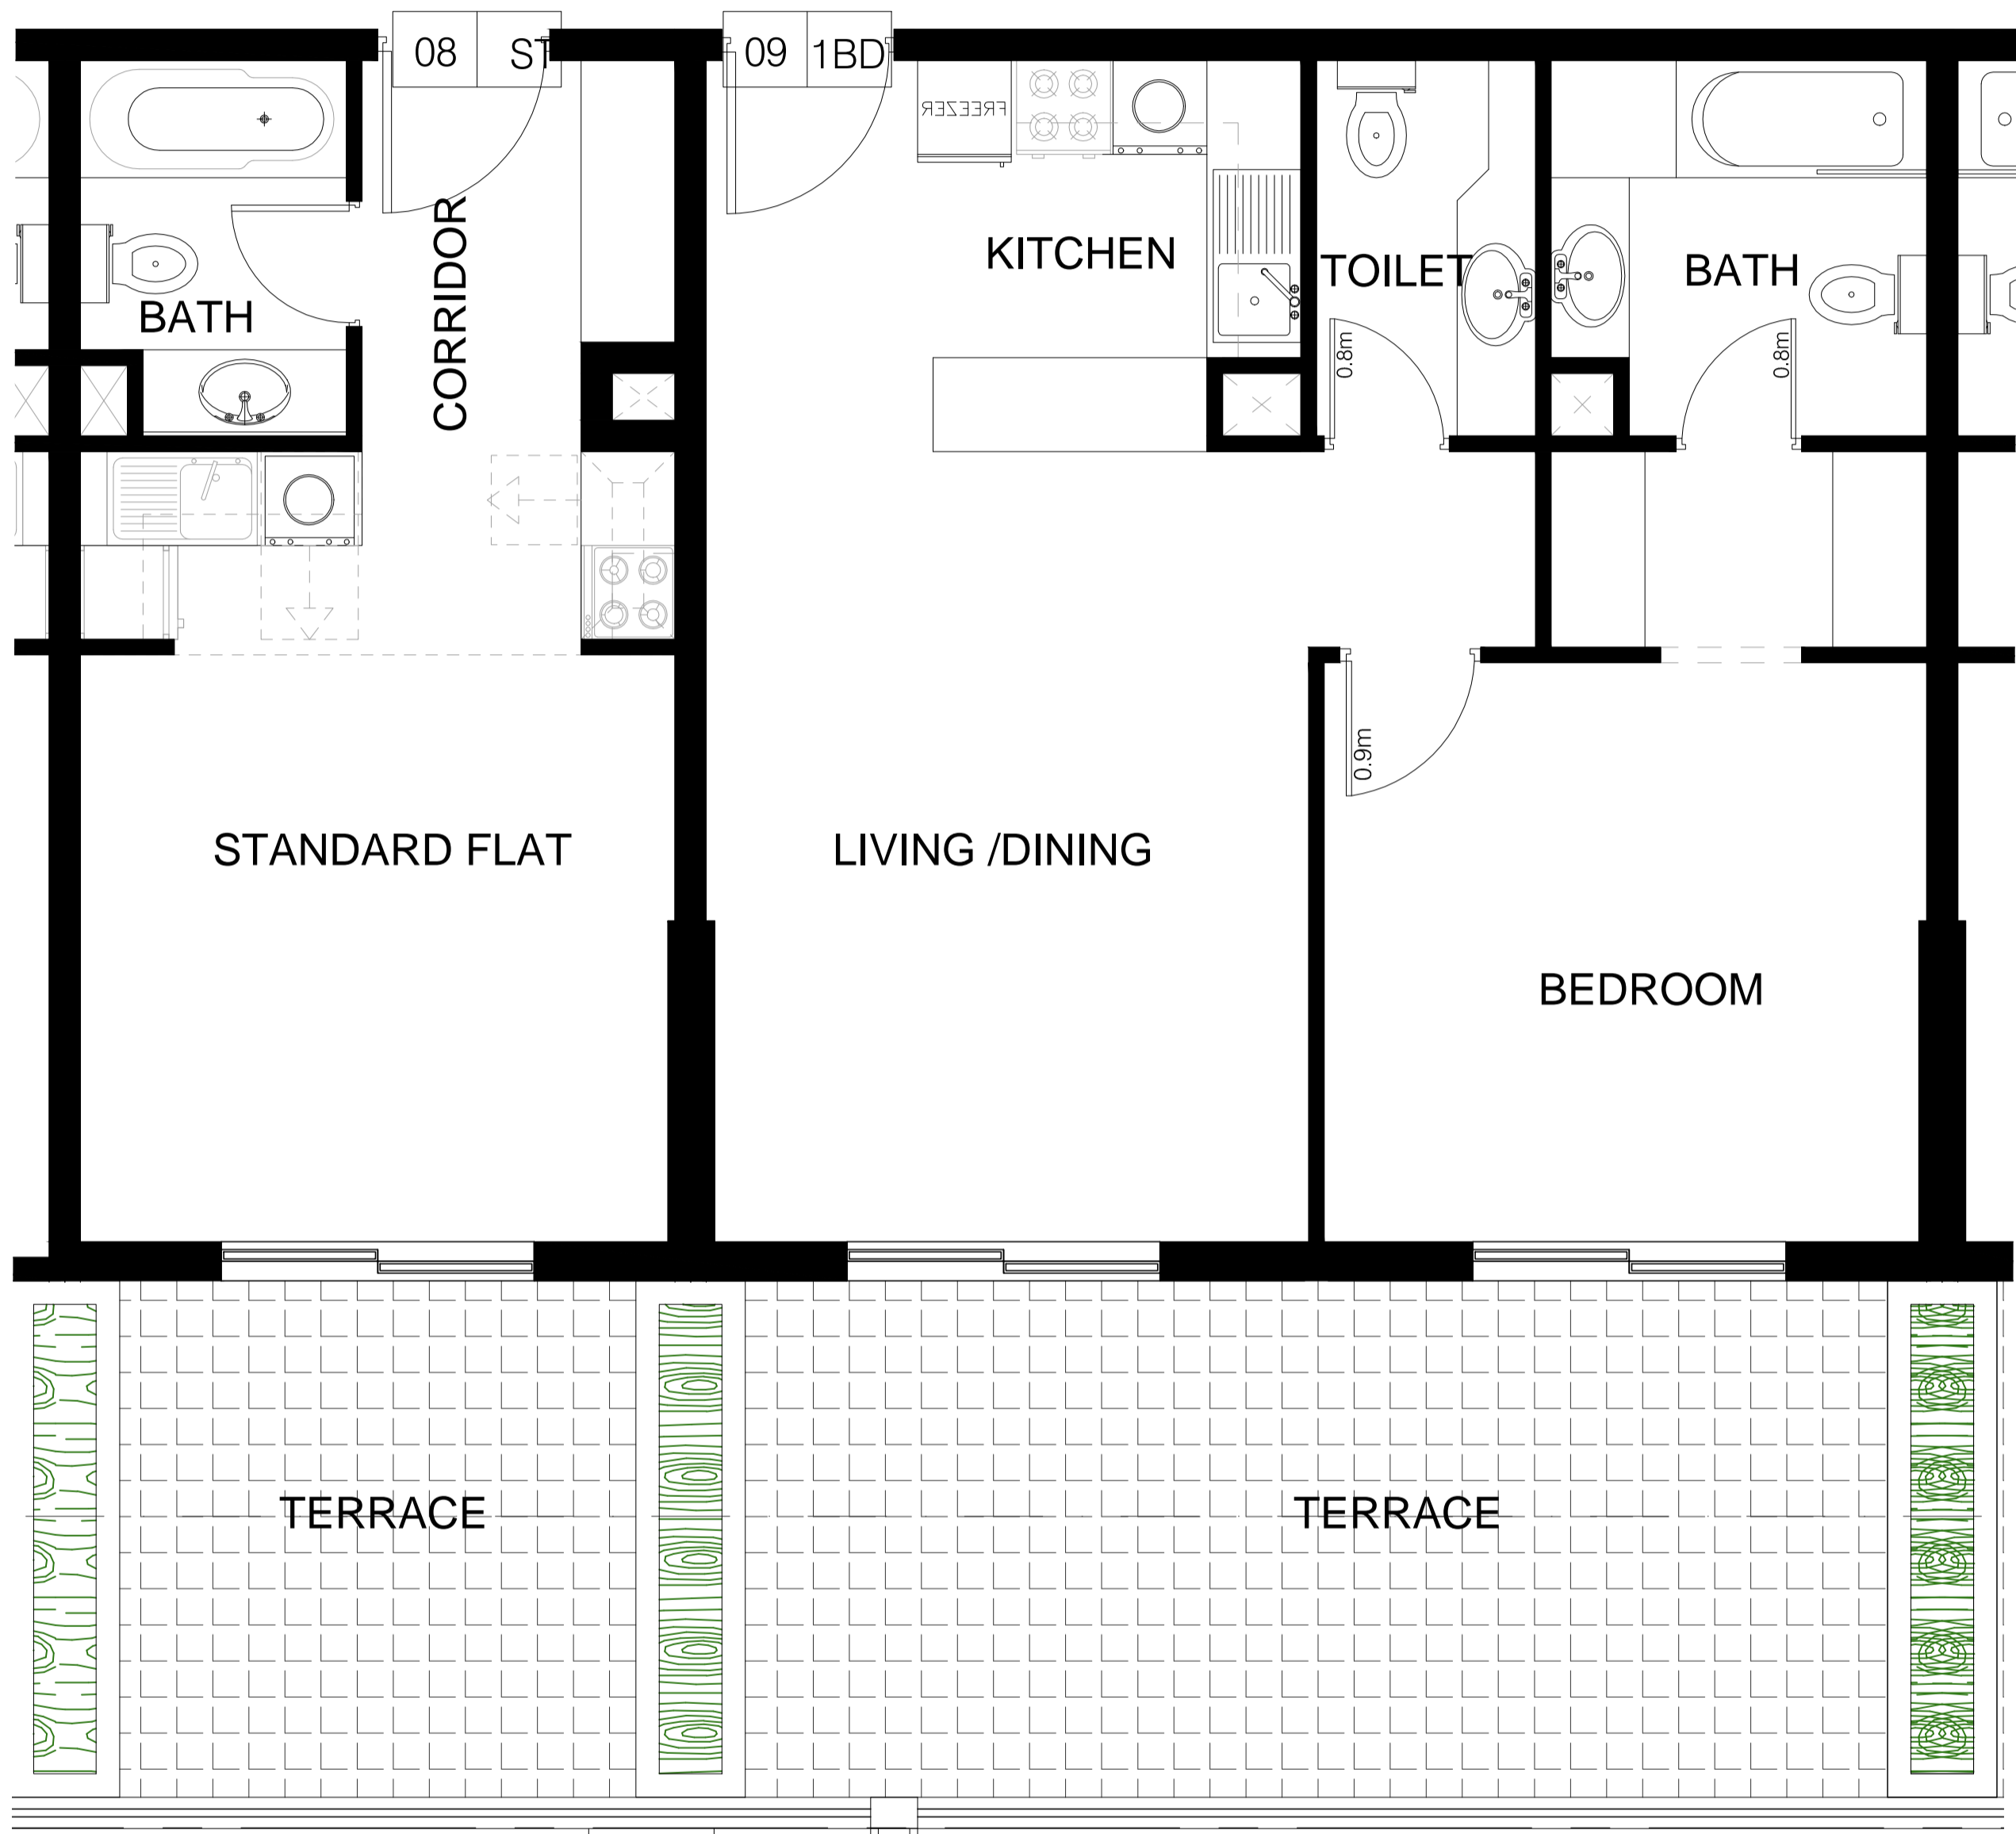 08 ST
09 1BD
FREEZER
CORRIDOR
KITCHEN
TOILET
BATH
BATH
0.8m
0.8m
0.9m
STANDARD FLAT
LIVING /DINING
BEDROOM
TERRACE
TERRACE